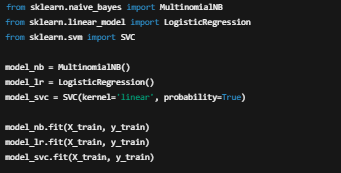 from sklearn.naive_bayes import MultinomialNB
from sklearn.linear_model import LogisticRegression
from sklearn.svm import SVC
model_nb = MultinomialNB()
model_lr = LogisticRegression()
model_svc = SVC(kernel='linear', probability=True)
model_nb.fit(X_train, y_train)
model_lr.fit(X_train, y_train)
model_svc.fit(X_train, y_train)